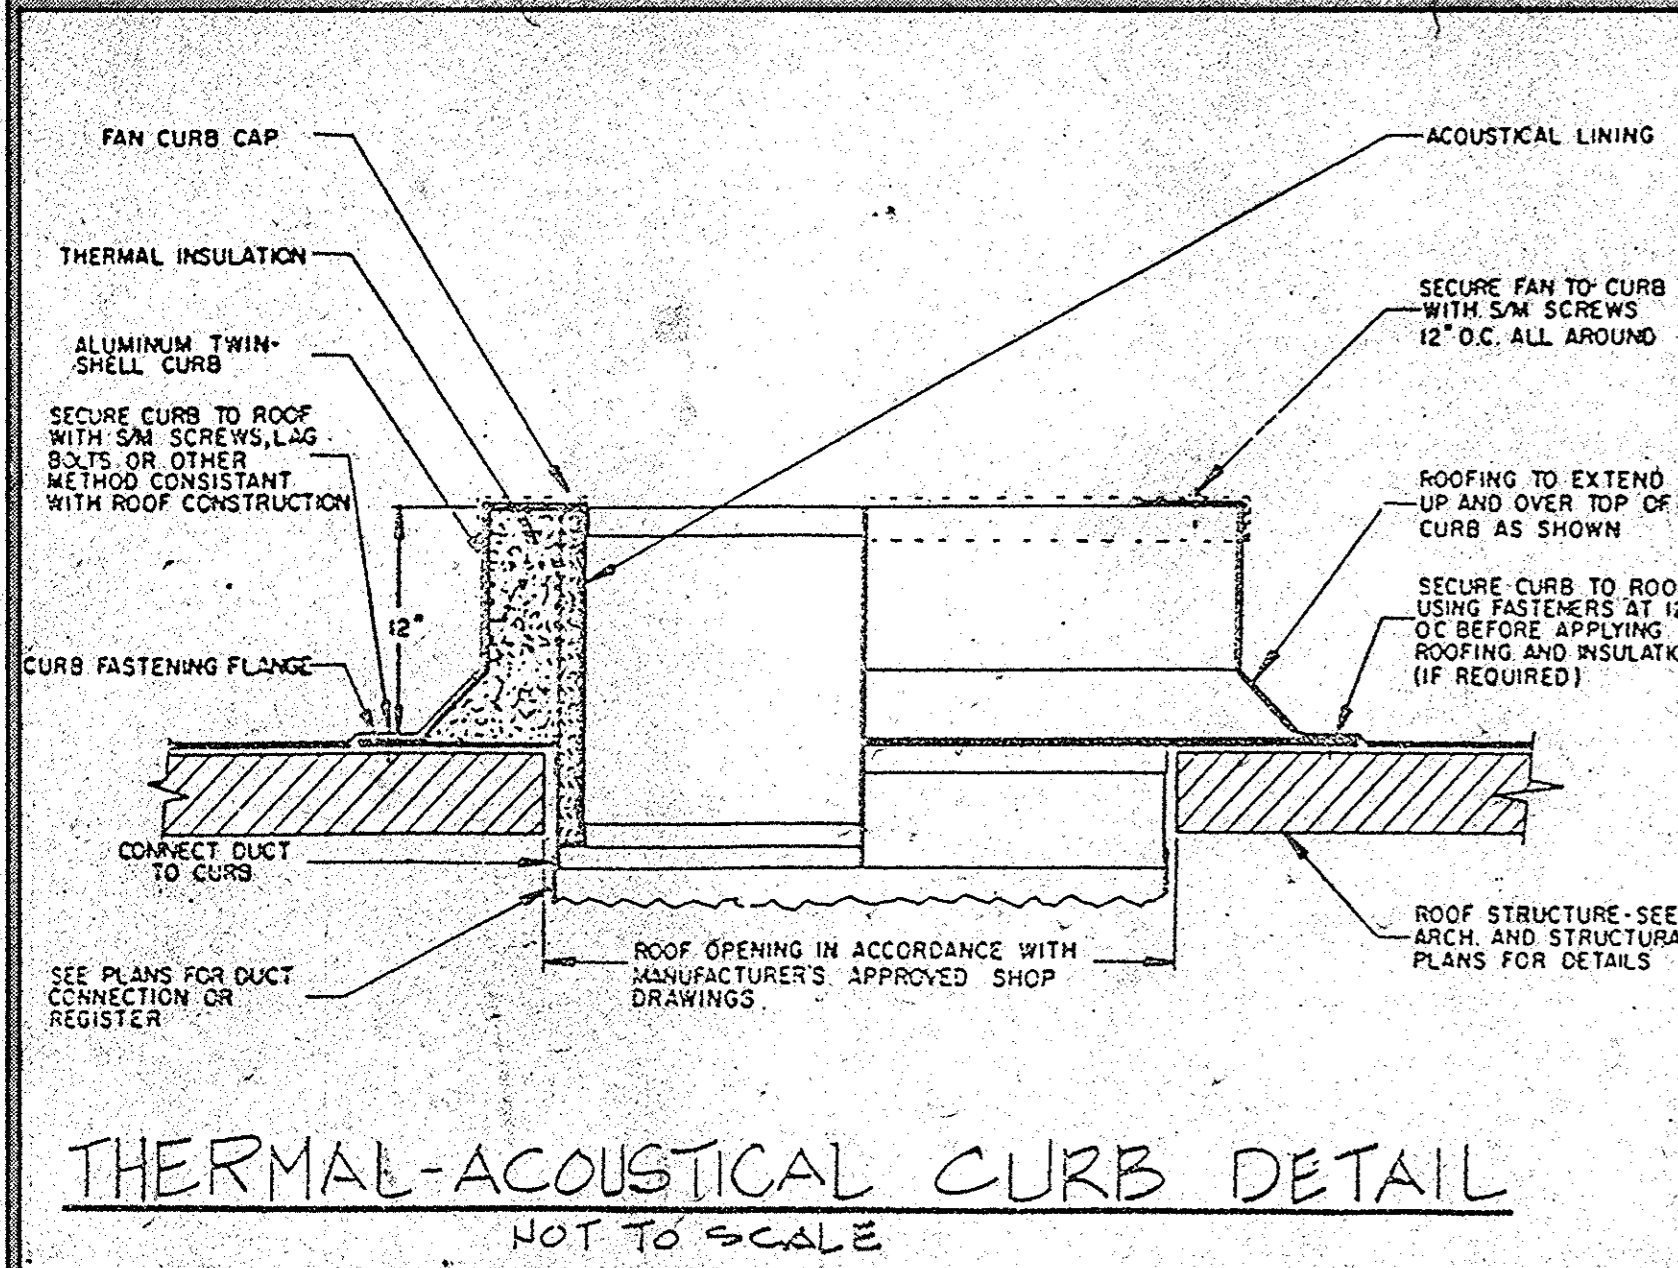 FAN CURB CAP
THERMAL INSULATION
ALUMINUM TWIN-
SHELL CURB
SECURE CURB TO ROOF
WITH S/M SCREWS, LAG
BOLTS OR OTHER
METHOD CONSISTANT
WITH ROOF CONSTRUCTION
12"
CURB FASTENING FLANGE
CONNECT DUCT
TO CURB
SEE PLANS FOR DUCT
CONNECTION OR
REGISTER
ROOF OPENING IN ACCORDANCE WITH
MANUFACTURER'S APPROVED SHOP
DRAWINGS.
ACOUSTICAL LINING
SECURE FAN TO CURB
WITH S/M SCREWS
12" O.C. ALL AROUND
ROOFING TO EXTEND
UP AND OVER TOP OF
CURB AS SHOWN
SECURE CURB TO ROO
USING FASTENERS AT 12
OC BEFORE APPLYING
ROOFING AND INSULATI
(IF REQUIRED)
ROOF STRUCTURE-SEE
ARCH. AND STRUCTURA
PLANS FOR DETAILS
THERMAL-ACOUSTICAL CURB DETAIL
NOT TO SCALE